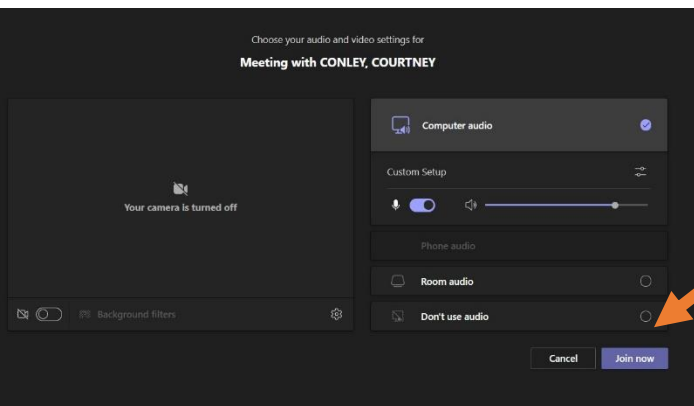 Choose your audio and video settings for
Meeting with CONLEY, COURTNEY
Computer audio
Custom Setup
Your camera is turned off
Phone audio
Room audio
Background filters
Don't use audio
Cancel
Join now